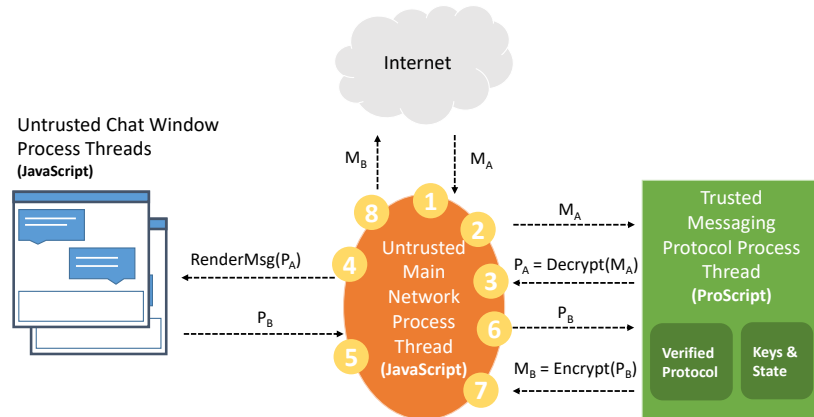 Internet
Untrusted Chat Window
Process Threads
(JavaScript)
M_B
M_A
1
8
2
M_A
Trusted
Messaging
Protocol Process
Thread
(ProScript)
Untrusted
Main
Network
Process
Thread
(JavaScript)
RenderMsg(P_A)
4
3
P_A = Decrypt(M_A)
P_B
5
6
P_B
7
M_B = Encrypt(P_B)
Verified
Protocol
Keys &
State